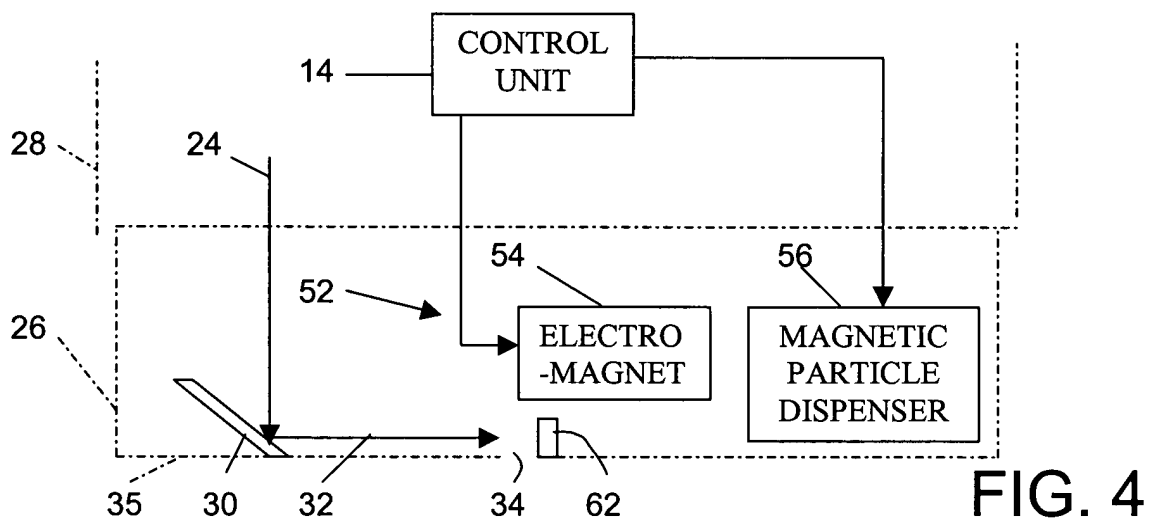 CONTROL
UNIT
14
28
24
54
56
52
26
ELECTRO
-MAGNET
MAGNETIC
PARTICLE
DISPENSER
35
30
32
34
62
FIG. 4